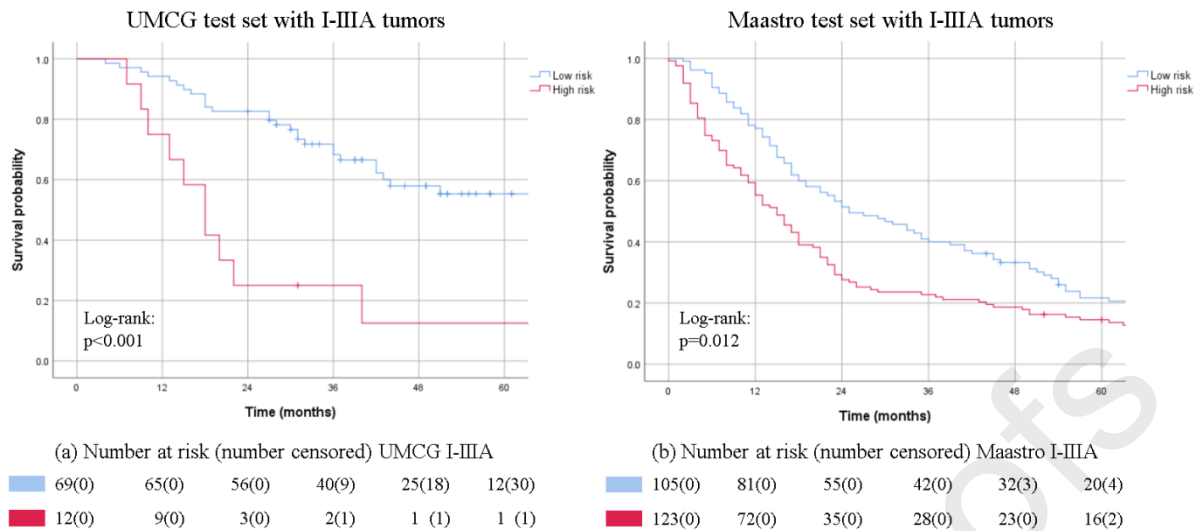 UMCG test set with I-IIIA tumors
1.0
0.8
0.6
0.4
0.2
0.0
Survival probability
Low risk
High risk
Log-rank:
p<0.001
0 12 24 36 48 60
Time (months)
(a) Number at risk (number censored) UMCG I-IIIA
69(0) 65(0) 56(0) 40(9) 25(18) 12(30)
12(0) 9(0) 3(0) 2(1) 1 (1) 1 (1)
Maastro test set with I-IIIA tumors
1.0
0.8
0.6
0.4
0.2
0.0
Survival probability
Low risk
High risk
Log-rank:
p=0.012
0 12 24 36 48 60
Time (months)
(b) Number at risk (number censored) Maastro I-IIIA
105(0) 81(0) 55(0) 42(0) 32(3) 20(4)
123(0) 72(0) 35(0) 28(0) 23(0) 16(2)
ofs